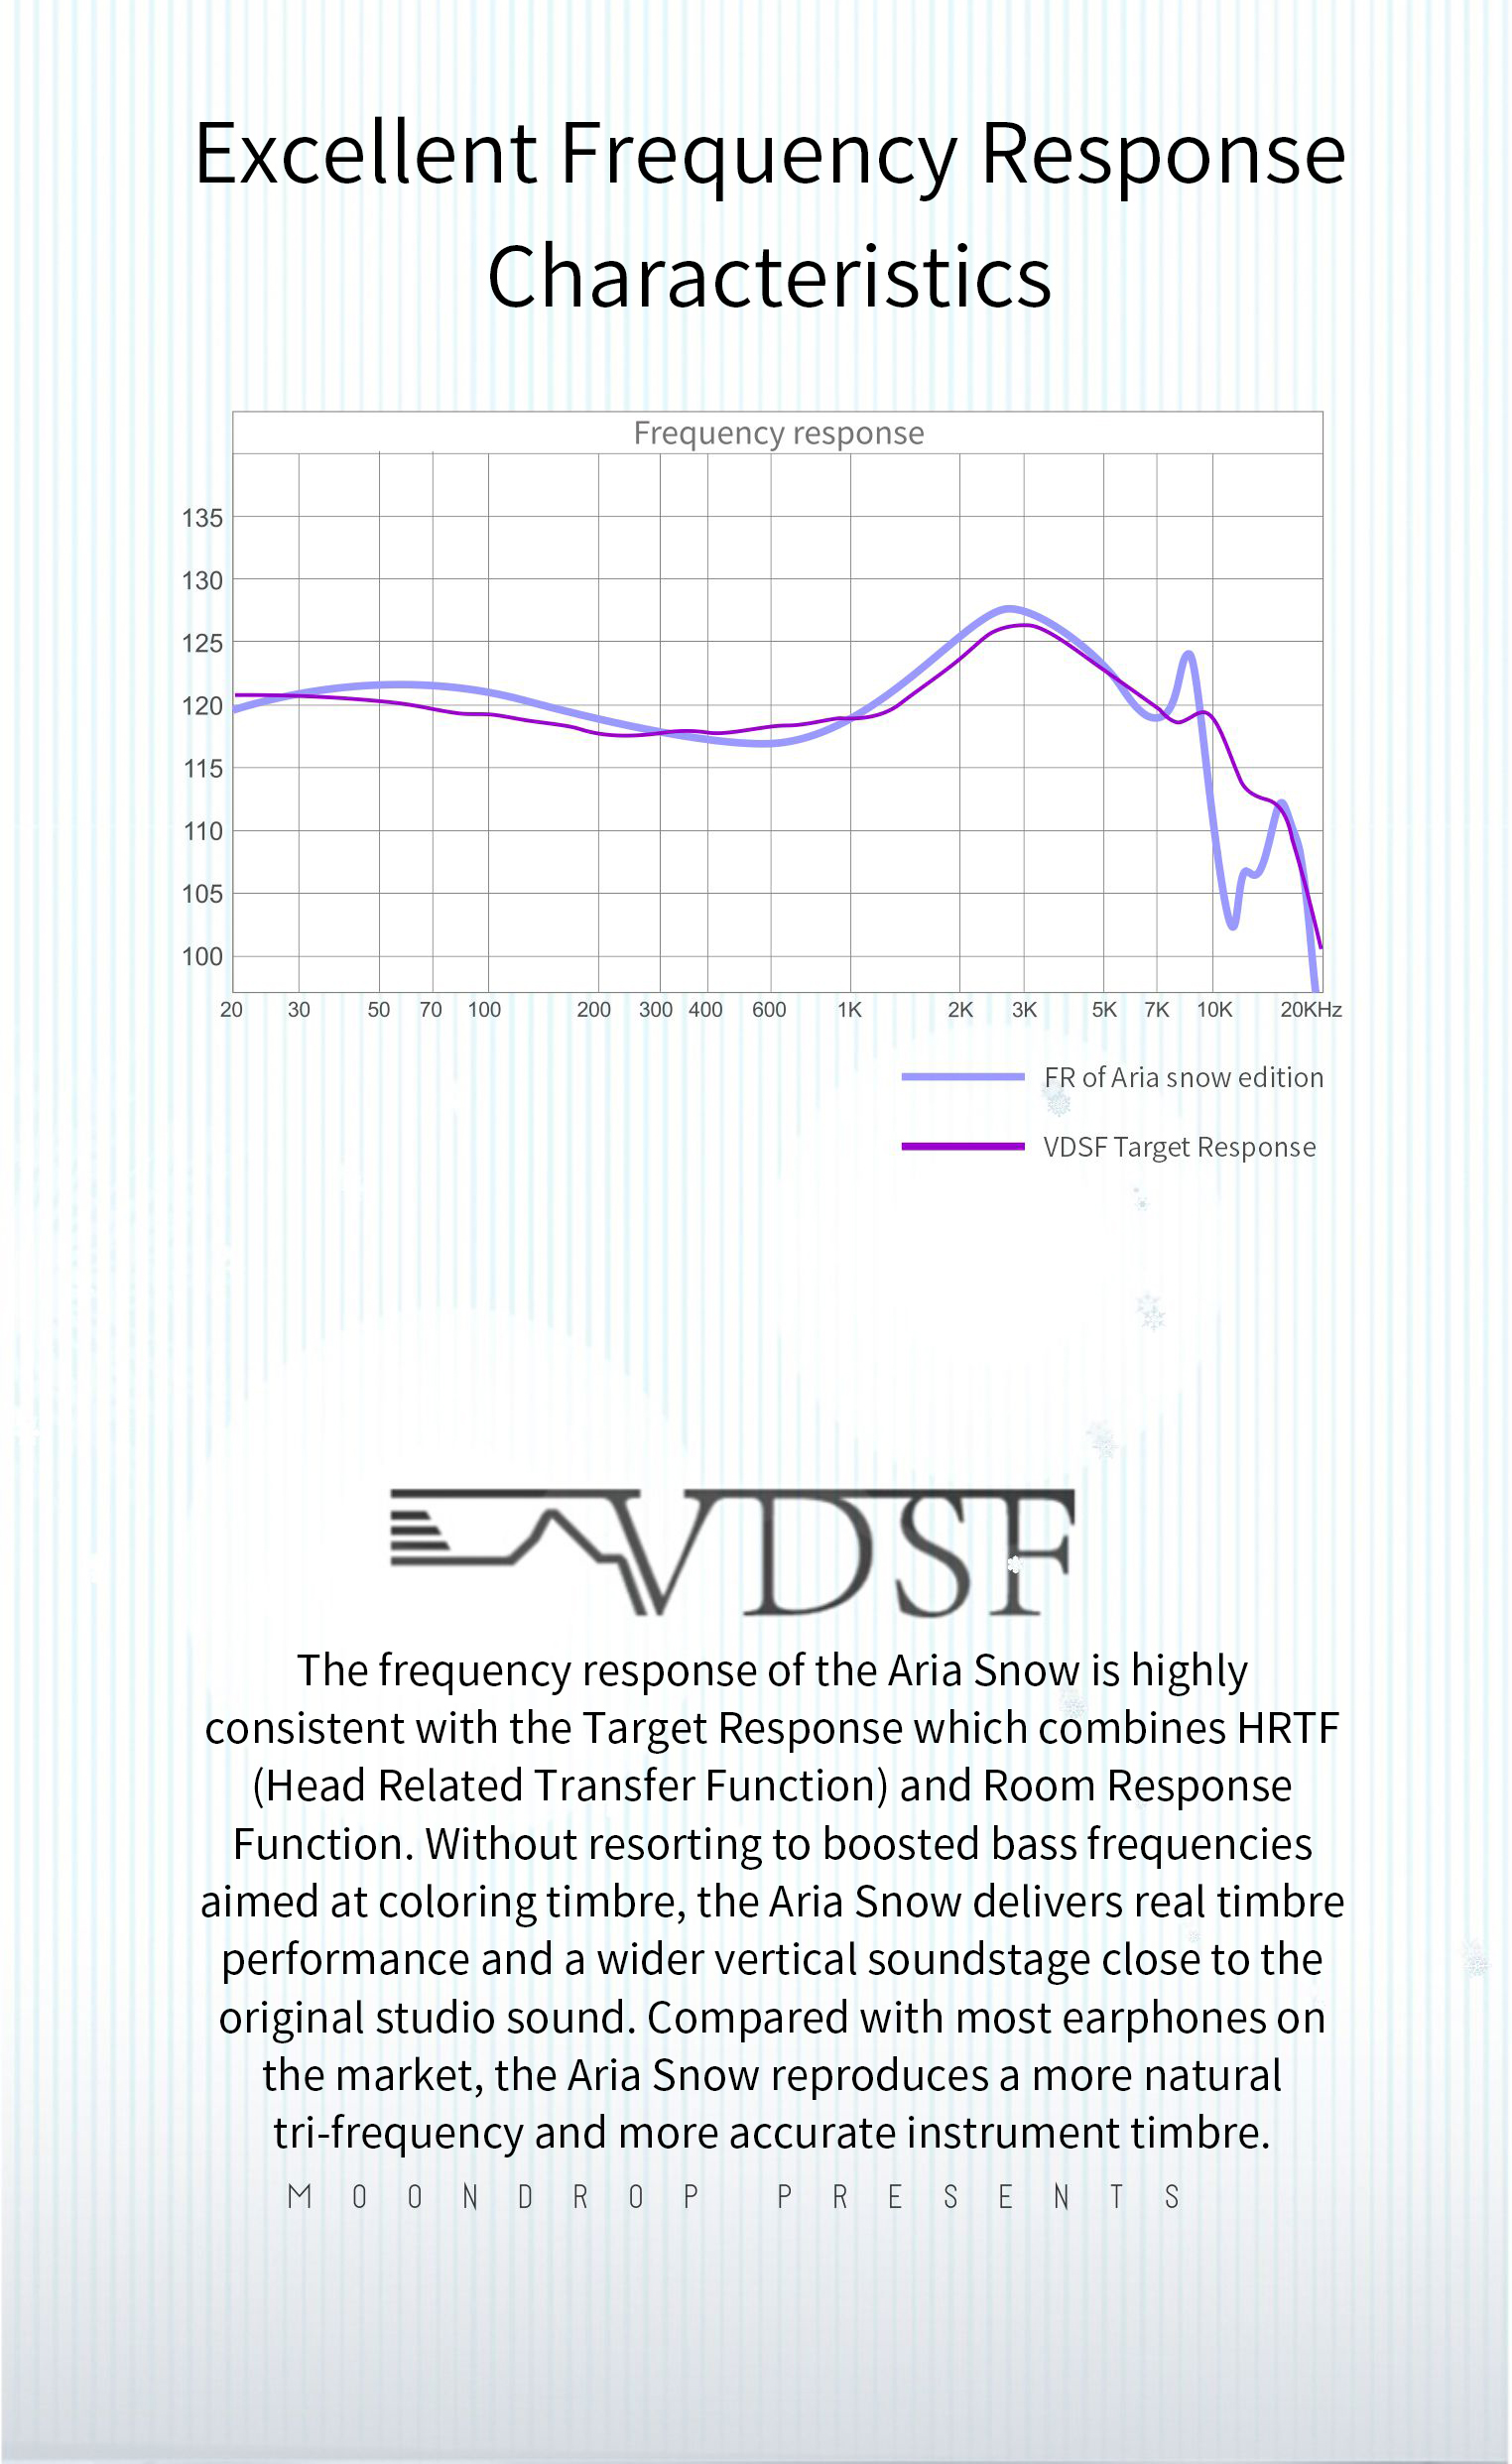 Excellent Frequency Response
Characteristics
Frequency response
135
130
125
120
115
110
105
100
20 30 50 70 100 200 300 400 600 1K 2K 3K 5K 7K 10K 20KHz
FR of Aria snow edition
VDSF Target Response
VDSF
The frequency response of the Aria Snow is highly
consistent with the Target Response which combines HRTF
(Head Related Transfer Function) and Room Response
Function. Without resorting to boosted bass frequencies
aimed at coloring timbre, the Aria Snow delivers real timbre
performance and a wider vertical soundstage close to the
original studio sound. Compared with most earphones on
the market, the Aria Snow reproduces a more natural
tri-frequency and more accurate instrument timbre.
MOONDROP PRESENTS